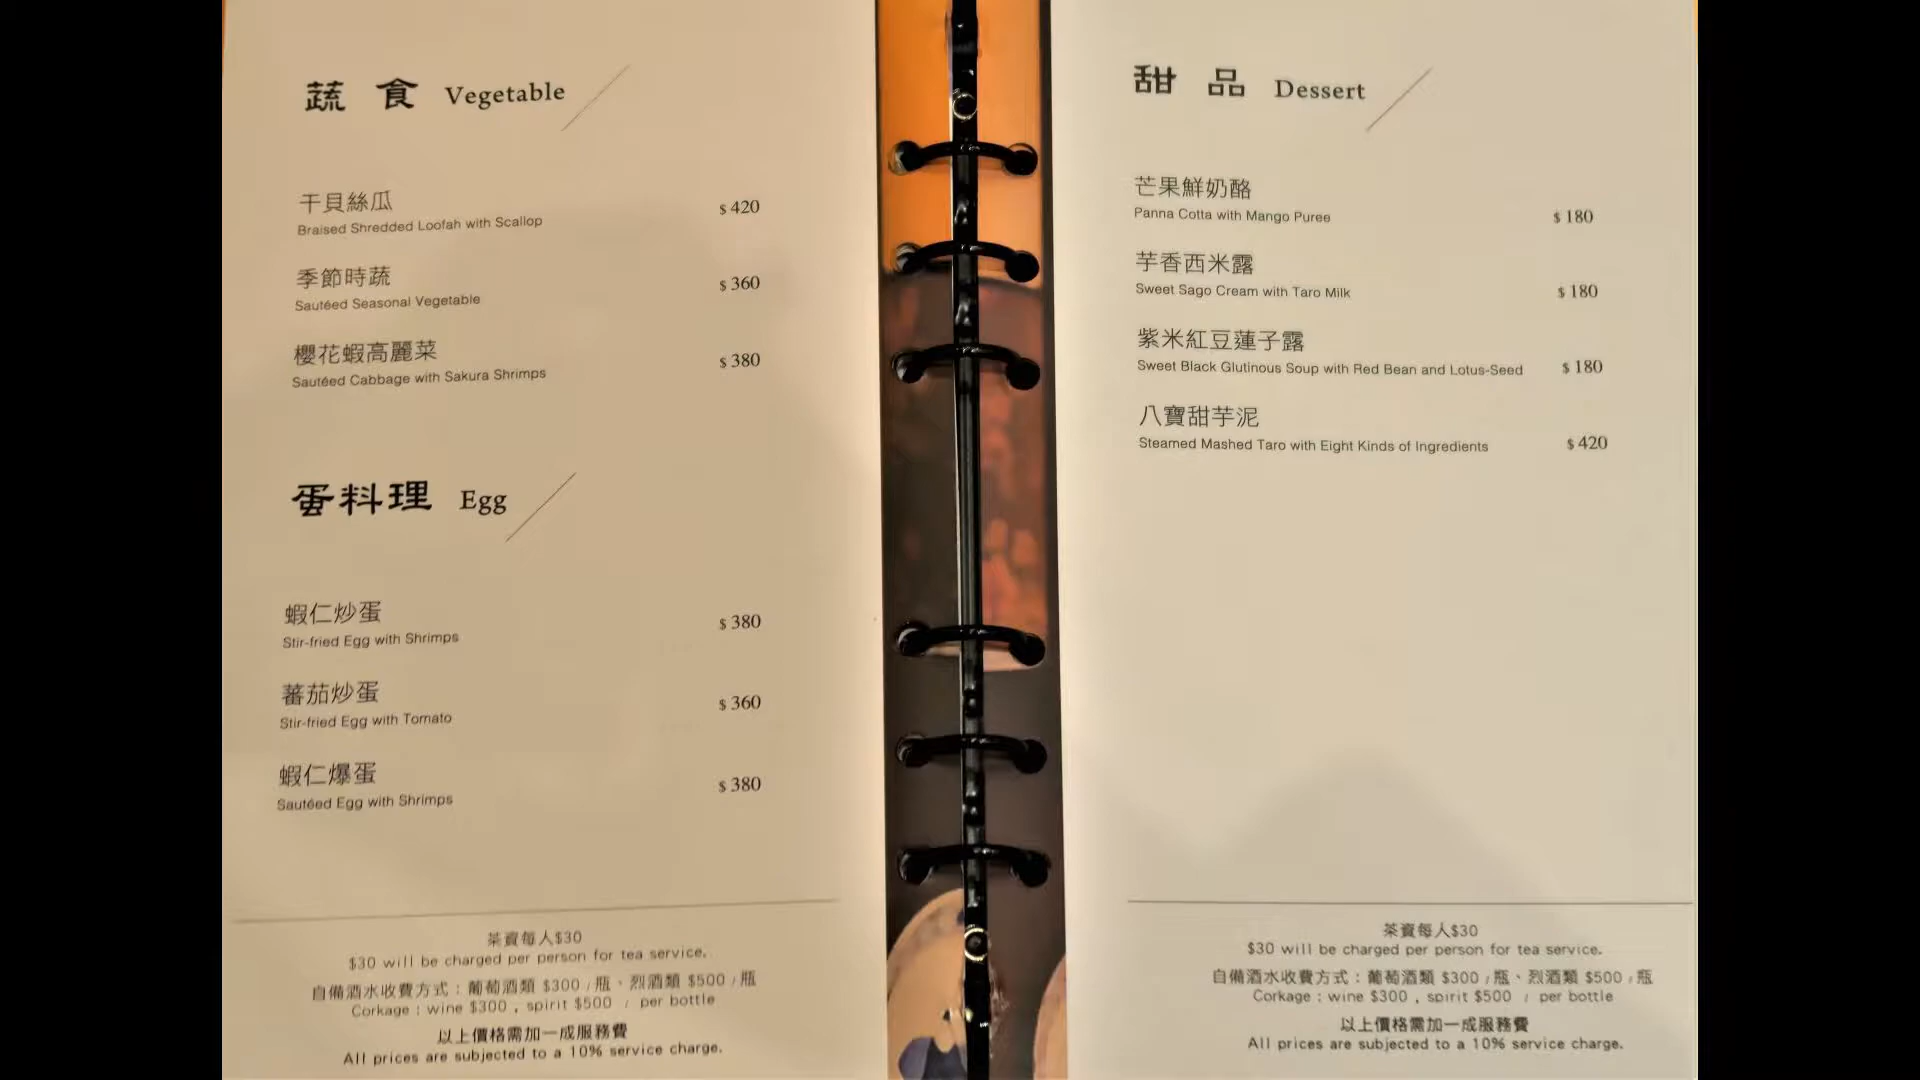 蔬食 Vegetable
干貝絲瓜
Braised Shredded Loofah with Scallop
$ 420
季節時蔬
Sautéed Seasonal Vegetable
$ 360
櫻花蝦高麗菜
Sautéed Cabbage with Sakura Shrimps
$ 380
蛋料理 Egg
蝦仁炒蛋
Stir-fried Egg with Shrimps
$ 380
蕃茄炒蛋
Stir-fried Egg with Tomato
$ 360
蝦仁爆蛋
Sautéed Egg with Shrimps
$ 380
茶資每人$30
$30 will be charged per person for tea service.
自備酒水收費方式：葡萄酒類 $300 / 瓶、烈酒類 $500 / 瓶
Corkage : wine $300 , spirit $500 / per bottle
以上價格需加一成服務費
All prices are subjected to a 10% service charge.
甜品 Dessert
芒果鮮奶酪
Panna Cotta with Mango Puree
$ 180
芋香西米露
Sweet Sago Cream with Taro Milk
$ 180
紫米紅豆蓮子露
Sweet Black Glutinous Soup with Red Bean and Lotus-Seed
$ 180
八寶甜芋泥
Steamed Mashed Taro with Eight Kinds of Ingredients
$ 420
茶資每人$30
$30 will be charged per person for tea service.
自備酒水收費方式：葡萄酒類 $300 / 瓶、烈酒類 $500 / 瓶
Corkage : wine $300 , spirit $500 / per bottle
以上價格需加一成服務費
All prices are subjected to a 10% service charge.